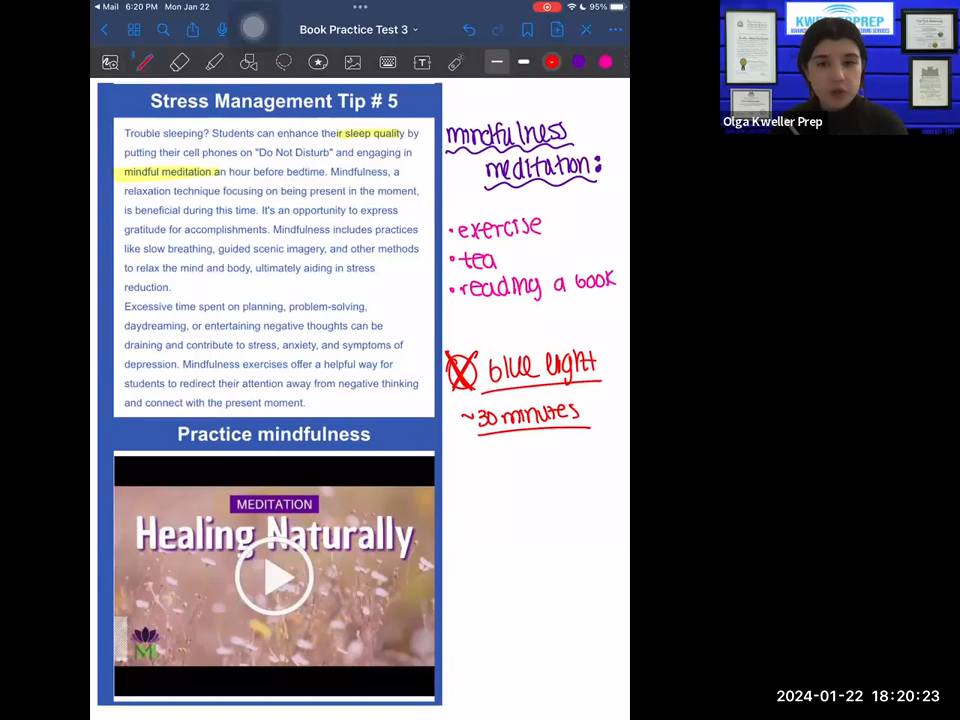 Mail 6:20 PM Mon Jan 22
95%
Book Practice Test 3
Stress Management Tip # 5
Trouble sleeping? Students can enhance their sleep quality by
putting their cell phones on "Do Not Disturb" and engaging in
mindful meditation an hour before bedtime. Mindfulness, a
relaxation technique focusing on being present in the moment,
is beneficial during this time. It's an opportunity to express
gratitude for accomplishments. Mindfulness includes practices
like slow breathing, guided scenic imagery, and other methods
to relax the mind and body, ultimately aiding in stress
reduction.
Excessive time spent on planning, problem-solving,
daydreaming, or entertaining negative thoughts can be
draining and contribute to stress, anxiety, and symptoms of
depression. Mindfulness exercises offer a helpful way for
students to redirect their attention away from negative thinking
and connect with the present moment.
Practice mindfulness
MEDITATION
Healing Naturally
M
mindfulness
meditation:
• exercise
• tea
• reading a book
X blue light
~30 minutes
KWELLER PREP
Olga Kweller Prep
2024-01-22 18:20:23